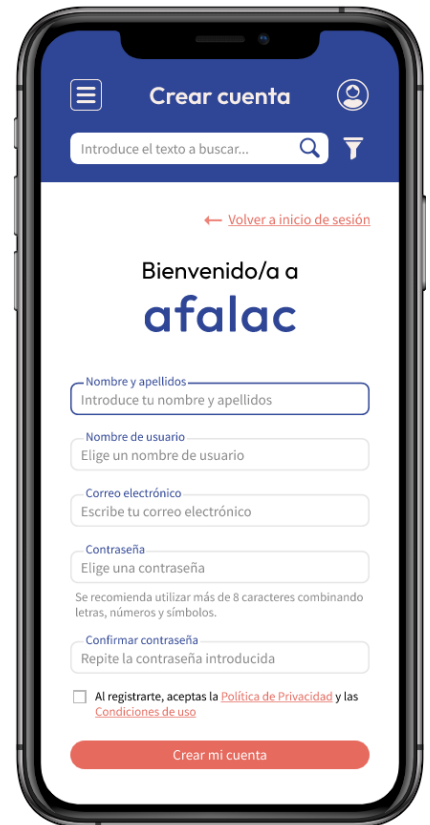 Crear cuenta
Introduce el texto a buscar...
← Volver a inicio de sesión
Bienvenido/a a
afalac
Nombre y apellidos
Introduce tu nombre y apellidos
Nombre de usuario
Elige un nombre de usuario
Correo electrónico
Escribe tu correo electrónico
Contraseña
Elige una contraseña
Se recomienda utilizar más de 8 caracteres combinando
letras, números y símbolos.
Confirmar contraseña
Repite la contraseña introducida
Al registrarte, aceptas la Política de Privacidad y las
Condiciones de uso
Crear mi cuenta